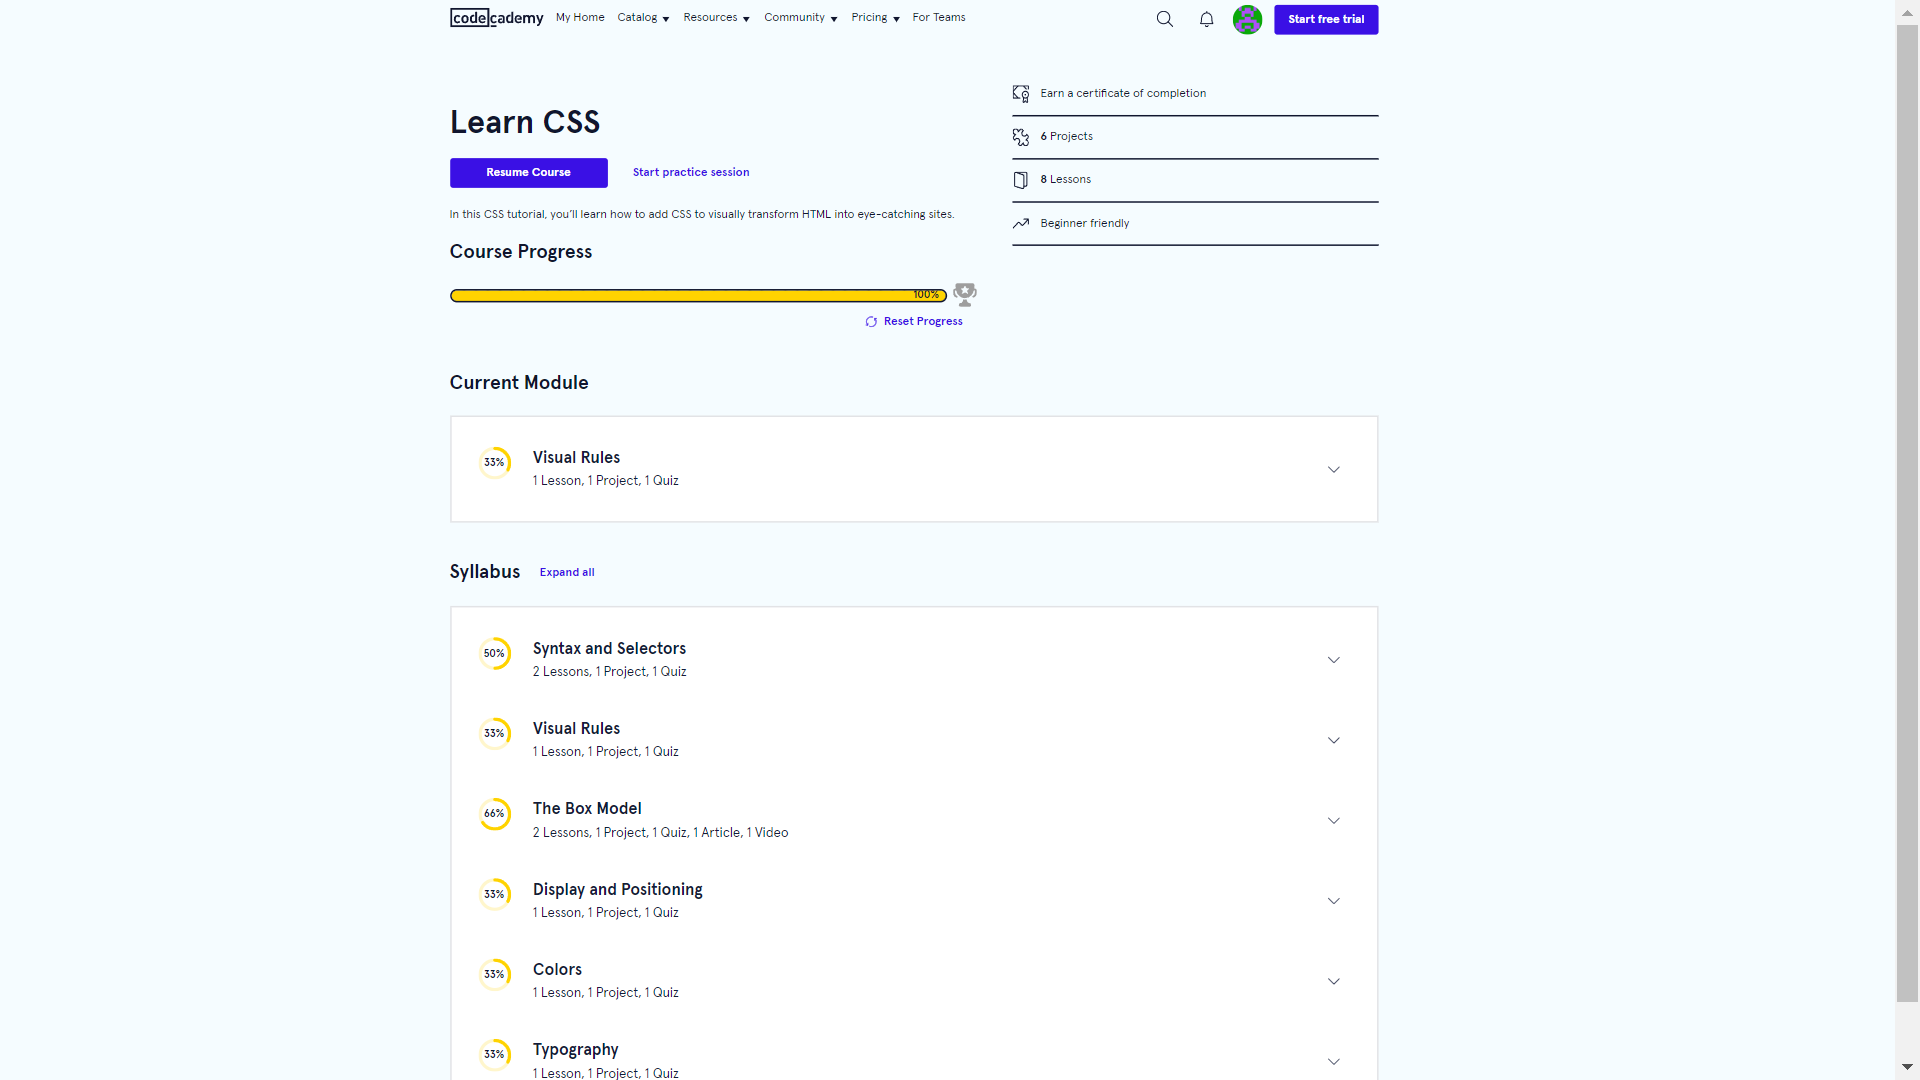 codecademy My Home Catalog Resources Community Pricing For Teams Start free trial
Earn a certificate of completion
Learn CSS
6 Projects
Resume Course Start practice session
8 Lessons
In this CSS tutorial, you'll learn how to add CSS to visually transform HTML into eye-catching sites.
Beginner friendly
Course Progress
100%
Reset Progress
Current Module
33% Visual Rules
1 Lesson, 1 Project, 1 Quiz
Syllabus Expand all
50% Syntax and Selectors
2 Lessons, 1 Project, 1 Quiz
33% Visual Rules
1 Lesson, 1 Project, 1 Quiz
66% The Box Model
2 Lessons, 1 Project, 1 Quiz, 1 Article, 1 Video
33% Display and Positioning
1 Lesson, 1 Project, 1 Quiz
33% Colors
1 Lesson, 1 Project, 1 Quiz
33% Typography
1 Lesson, 1 Project, 1 Quiz